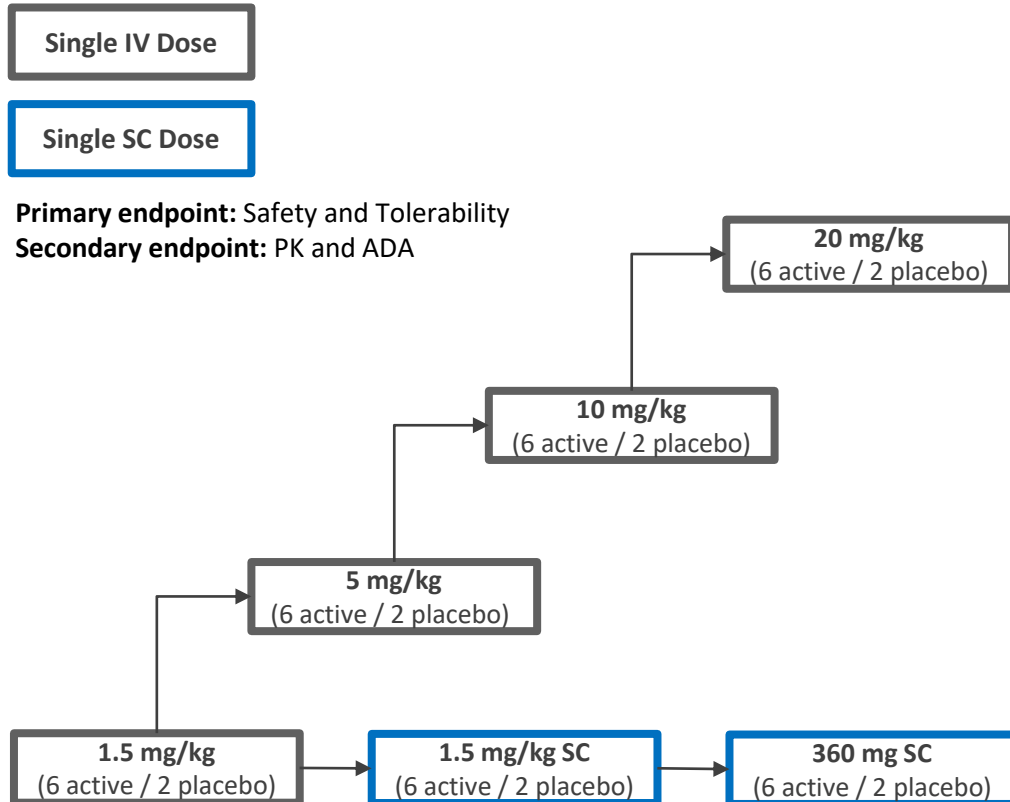 Single IV Dose
Single SC Dose
Primary endpoint: Safety and Tolerability
Secondary endpoint: PK and ADA
20 mg/kg
(6 active / 2 placebo)
10 mg/kg
(6 active / 2 placebo)
5 mg/kg
(6 active / 2 placebo)
1.5 mg/kg
(6 active / 2 placebo)
1.5 mg/kg SC
(6 active / 2 placebo)
360 mg SC
(6 active / 2 placebo)